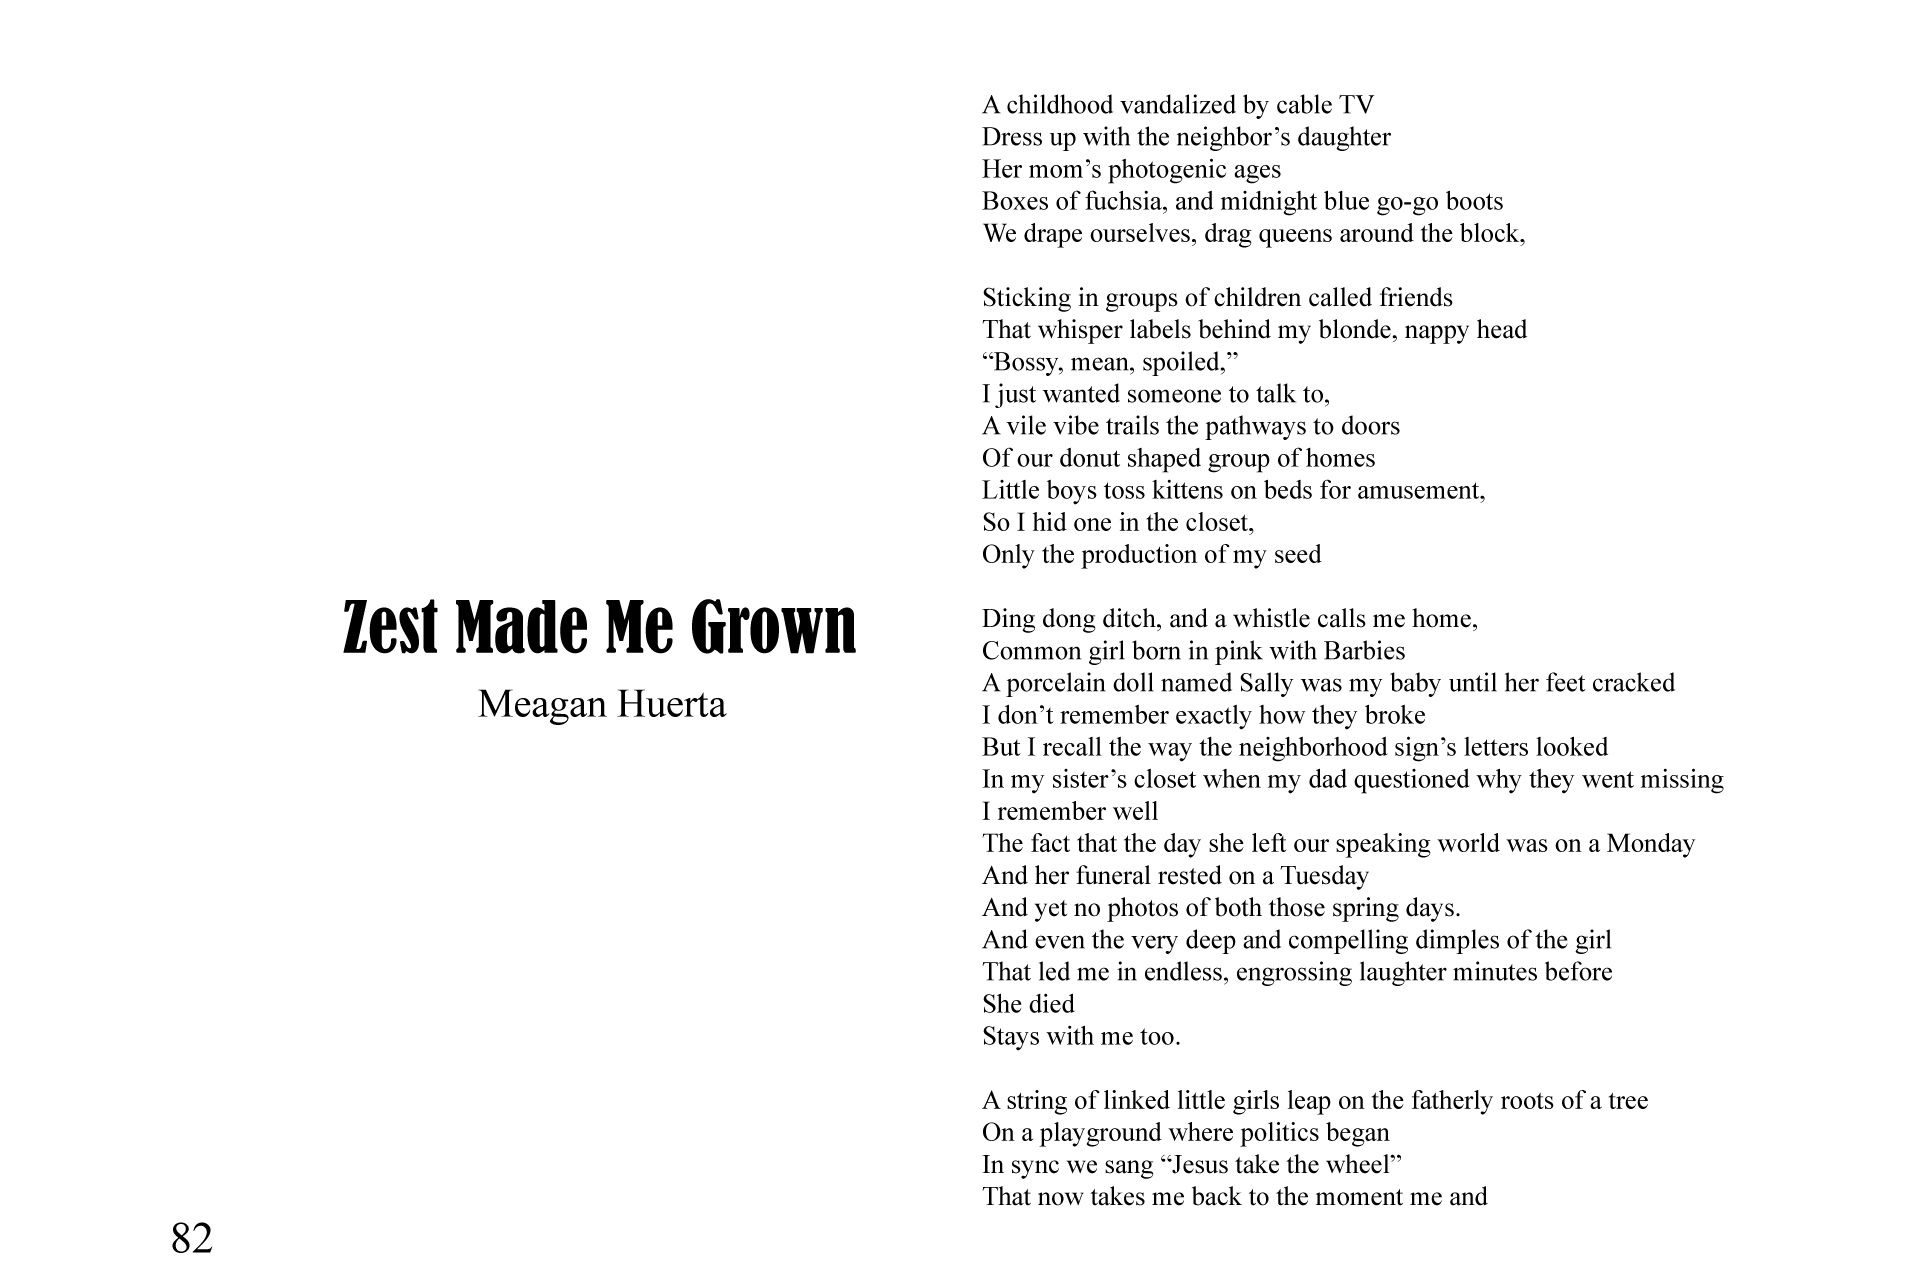 Zest Made Me Grown
Meagan Huerta
82
A childhood vandalized by cable TV
Dress up with the neighbor’s daughter
Her mom’s photogenic ages
Boxes of fuchsia, and midnight blue go-go boots
We drape ourselves, drag queens around the block,
Sticking in groups of children called friends
That whisper labels behind my blonde, nappy head
“Bossy, mean, spoiled,”
I just wanted someone to talk to,
A vile vibe trails the pathways to doors
Of our donut shaped group of homes
Little boys toss kittens on beds for amusement,
So I hid one in the closet,
Only the production of my seed
Ding dong ditch, and a whistle calls me home,
Common girl born in pink with Barbies
A porcelain doll named Sally was my baby until her feet cracked
I don’t remember exactly how they broke
But I recall the way the neighborhood sign’s letters looked
In my sister’s closet when my dad questioned why they went missing
I remember well
The fact that the day she left our speaking world was on a Monday
And her funeral rested on a Tuesday
And yet no photos of both those spring days.
And even the very deep and compelling dimples of the girl
That led me in endless, engrossing laughter minutes before
She died
Stays with me too.
A string of linked little girls leap on the fatherly roots of a tree
On a playground where politics began
In sync we sang “Jesus take the wheel”
That now takes me back to the moment me and